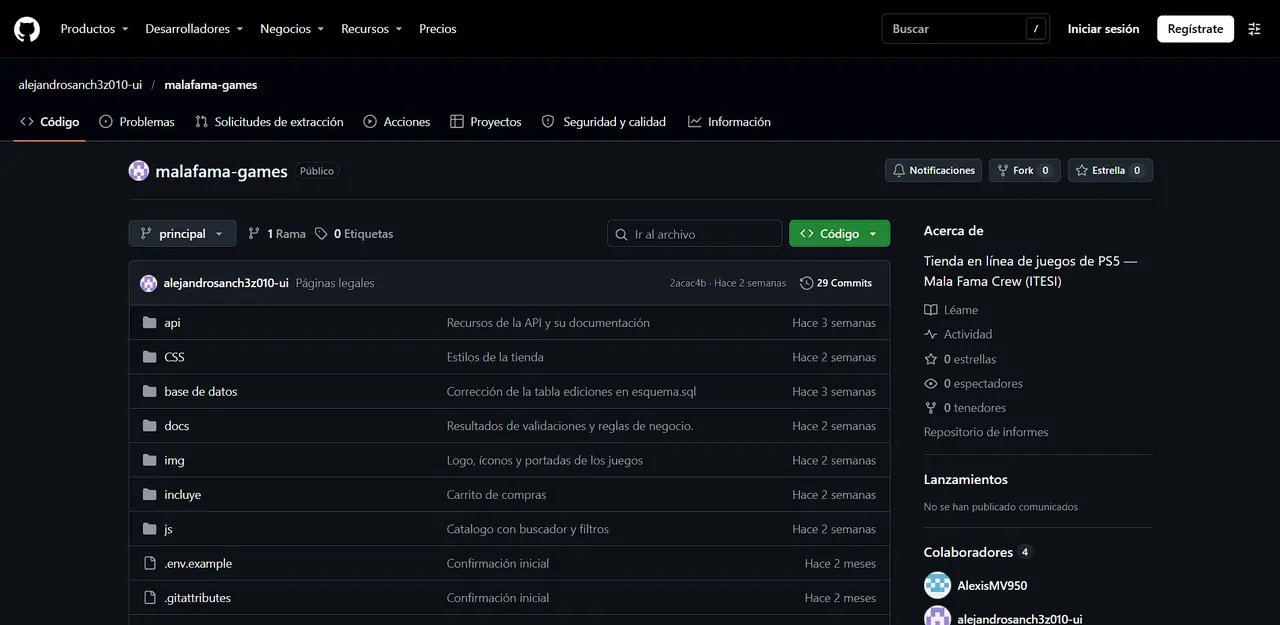 Productos Desarrolladores Negocios Recursos Precios Buscar / Iniciar sesión Regístrate
alejandrosanch3z010-ui / malafama-games
Código Problemas Solicitudes de extracción Acciones Proyectos Seguridad y calidad Información
malafama-games Público Notificaciones Fork 0 Estrella 0
principal 1 Rama 0 Etiquetas Ir al archivo Código
alejandrosanch3z010-ui Páginas legales 2acac4b · Hace 2 semanas 29 Commits
api Recursos de la API y su documentación Hace 3 semanas
CSS Estilos de la tienda Hace 2 semanas
base de datos Corrección de la tabla ediciones en esquema.sql Hace 3 semanas
docs Resultados de validaciones y reglas de negocio. Hace 2 semanas
img Logo, íconos y portadas de los juegos Hace 2 semanas
incluye Carrito de compras Hace 2 semanas
js Catalogo con buscador y filtros Hace 2 semanas
.env.example Confirmación inicial Hace 2 meses
.gitattributes Confirmación inicial Hace 2 meses
Acerca de
Tienda en línea de juegos de PS5 —
Mala Fama Crew (ITESI)
Léame
Actividad
0 estrellas
0 espectadores
0 tenedores
Repositorio de informes
Lanzamientos
No se han publicado comunicados
Colaboradores 4
AlexisMV950
alejandrosanch3z010-ui